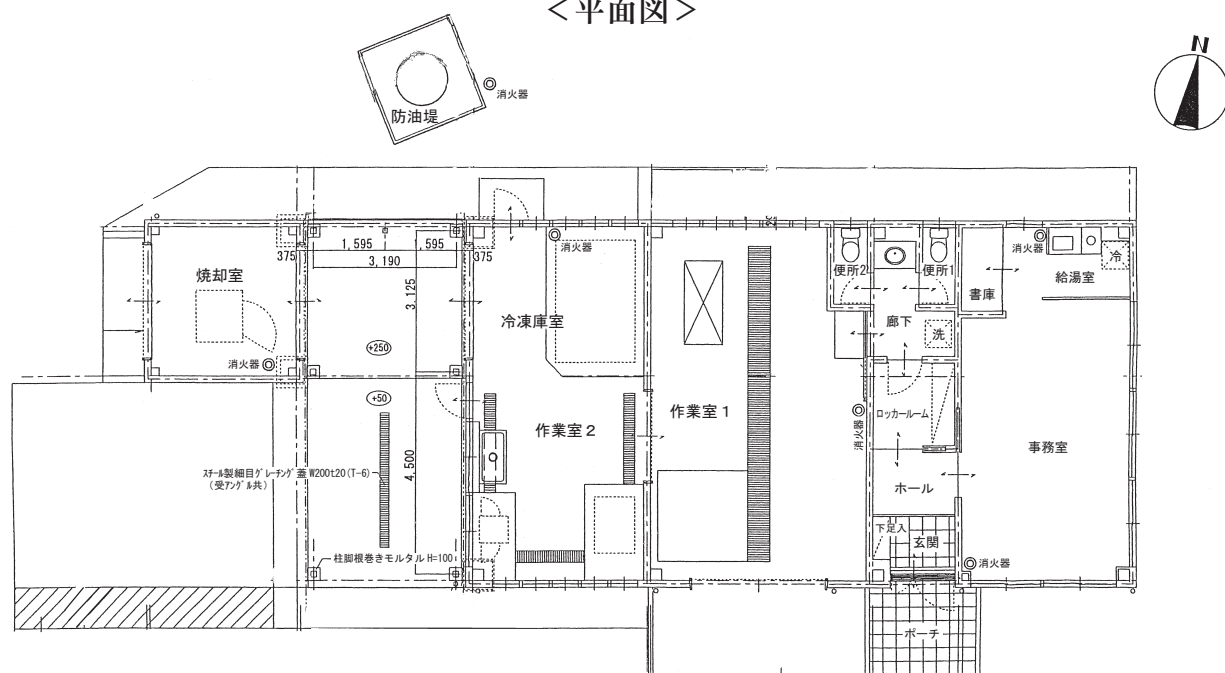 <平面図>
N
消火器
防油堤
1,595
1,595
375
3,190
375
焼却室
3,125
消火器
冷凍庫室
便所2
便所1
消火器
冷
給湯室
書庫
廊下
洗
消火器
+250
+50
作業室2
作業室1
消火器
ロッカールーム
事務室
スチール製細目グレーチング蓋 W200t20(T-6)
(受アングル共)
4,500
ホール
下足入
玄関
柱脚根巻きモルタル H=100
消火器
ポーチ